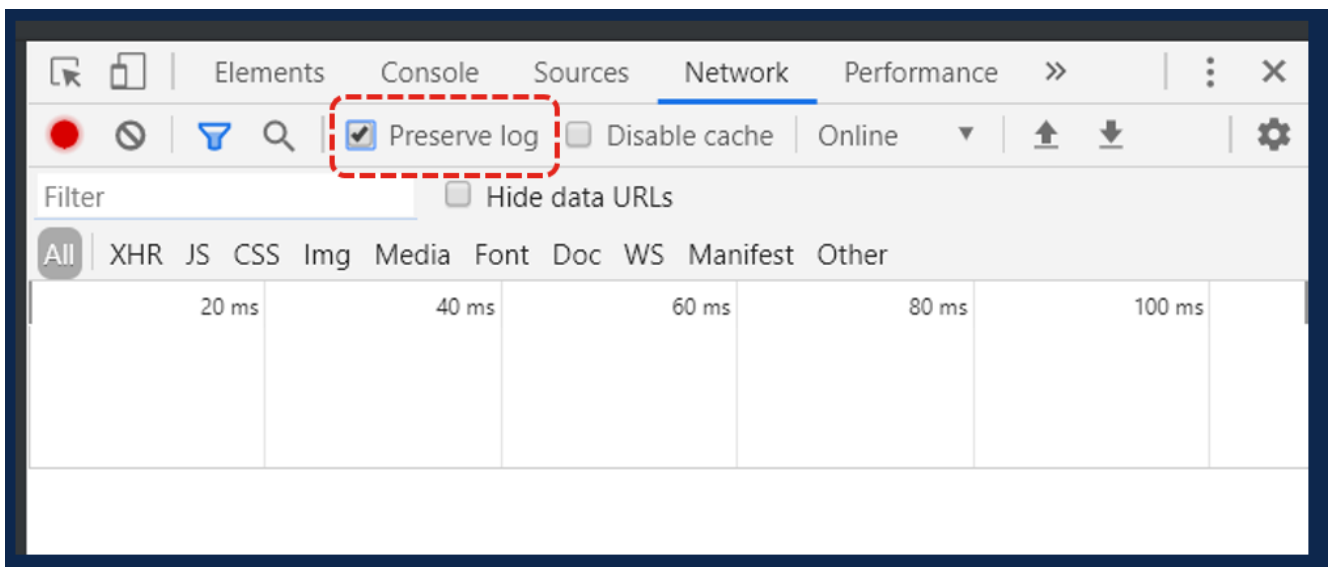 Elements Console Sources Network Performance
Preserve log Disable cache Online
Filter Hide data URLs
All XHR JS CSS Img Media Font Doc WS Manifest Other
20 ms 40 ms 60 ms 80 ms 100 ms